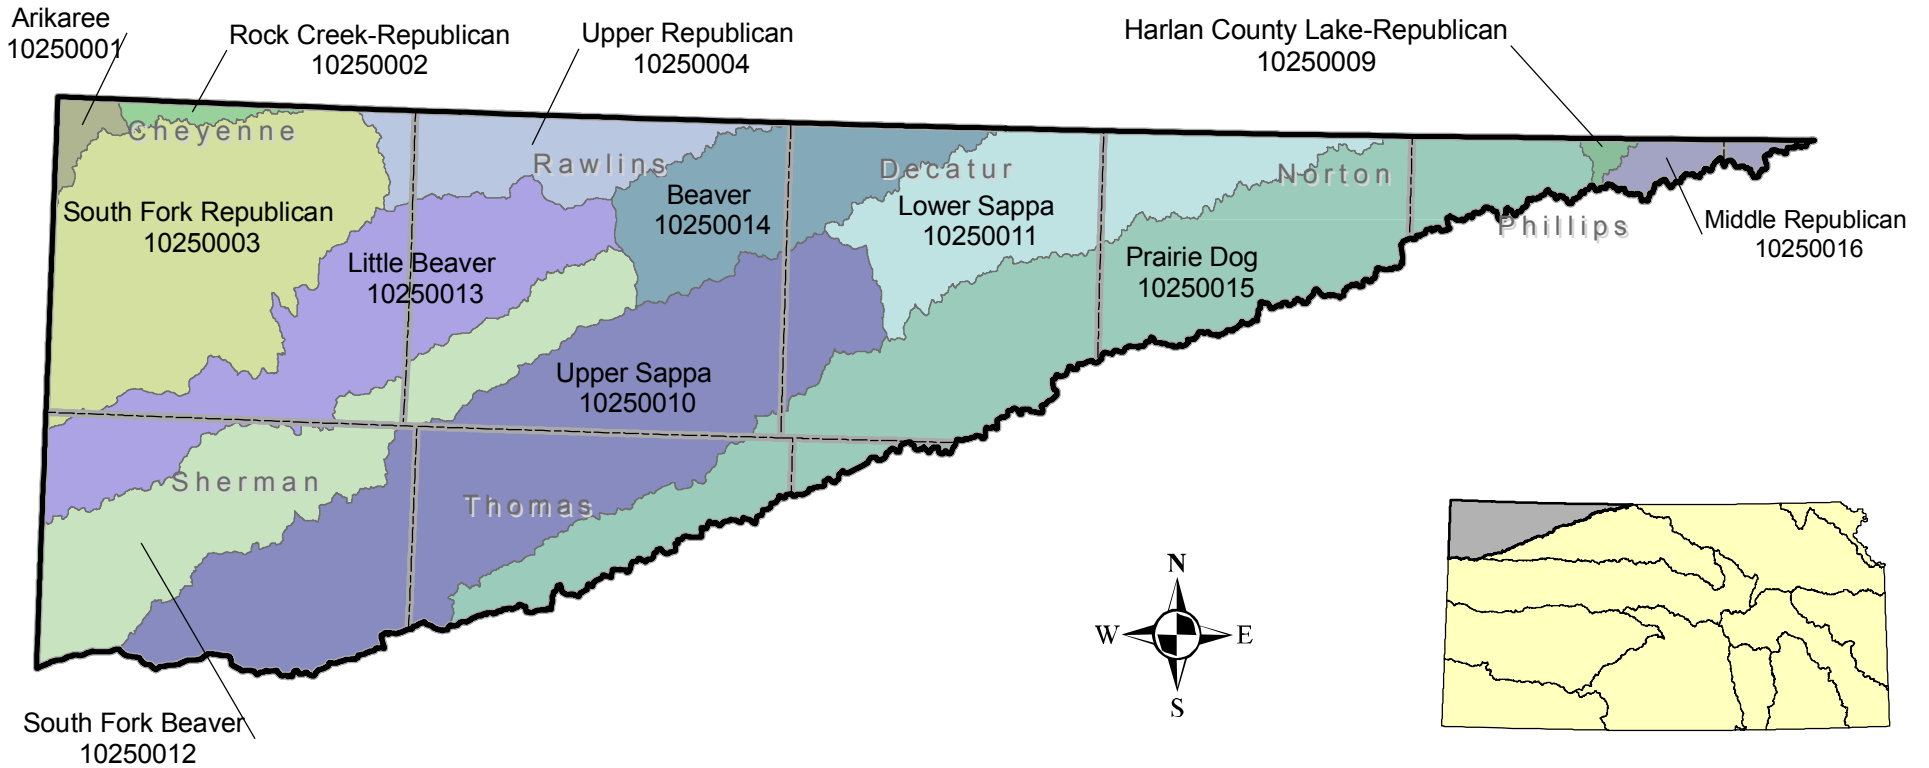 Arikaree
10250001
Rock Creek-Republican
10250002
Upper Republican
10250004
Harlan County Lake-Republican
10250009
Cheyenne
Rawlins
Decatur
Norton
Beaver
10250014
Lower Sappa
10250011
South Fork Republican
10250003
Phillips
Middle Republican
10250016
Little Beaver
10250013
Prairie Dog
10250015
Upper Sappa
10250010
Sherman
Thomas
N
W
E
S
South Fork Beaver
10250012